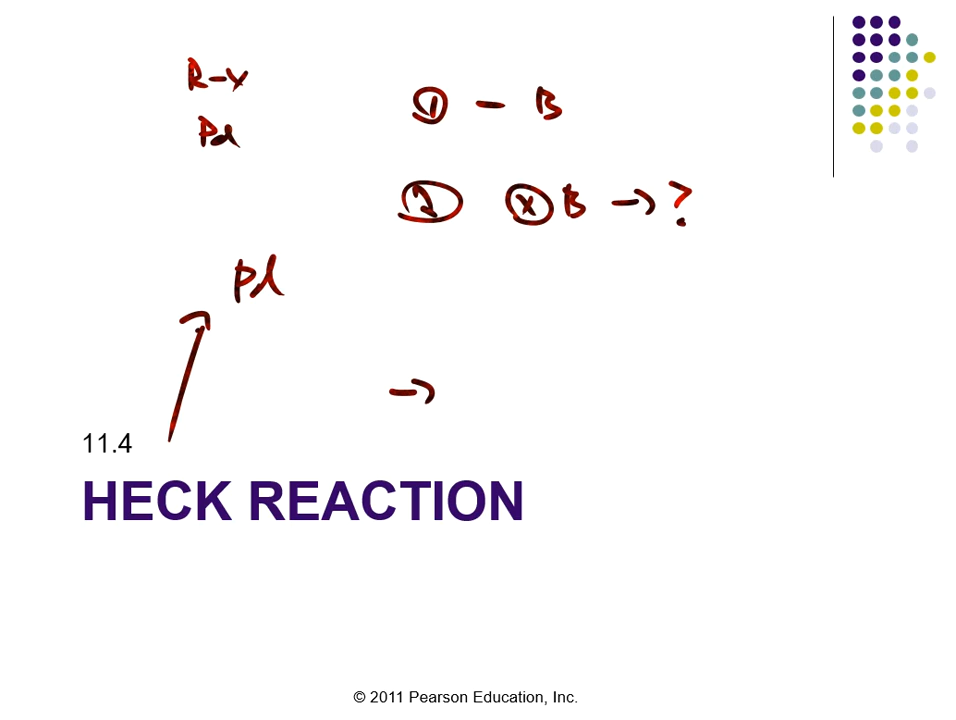 R-X
Pd
① - B
② ⓧ B → ?
Pd
→
11.4
HECK REACTION
© 2011 Pearson Education, Inc.